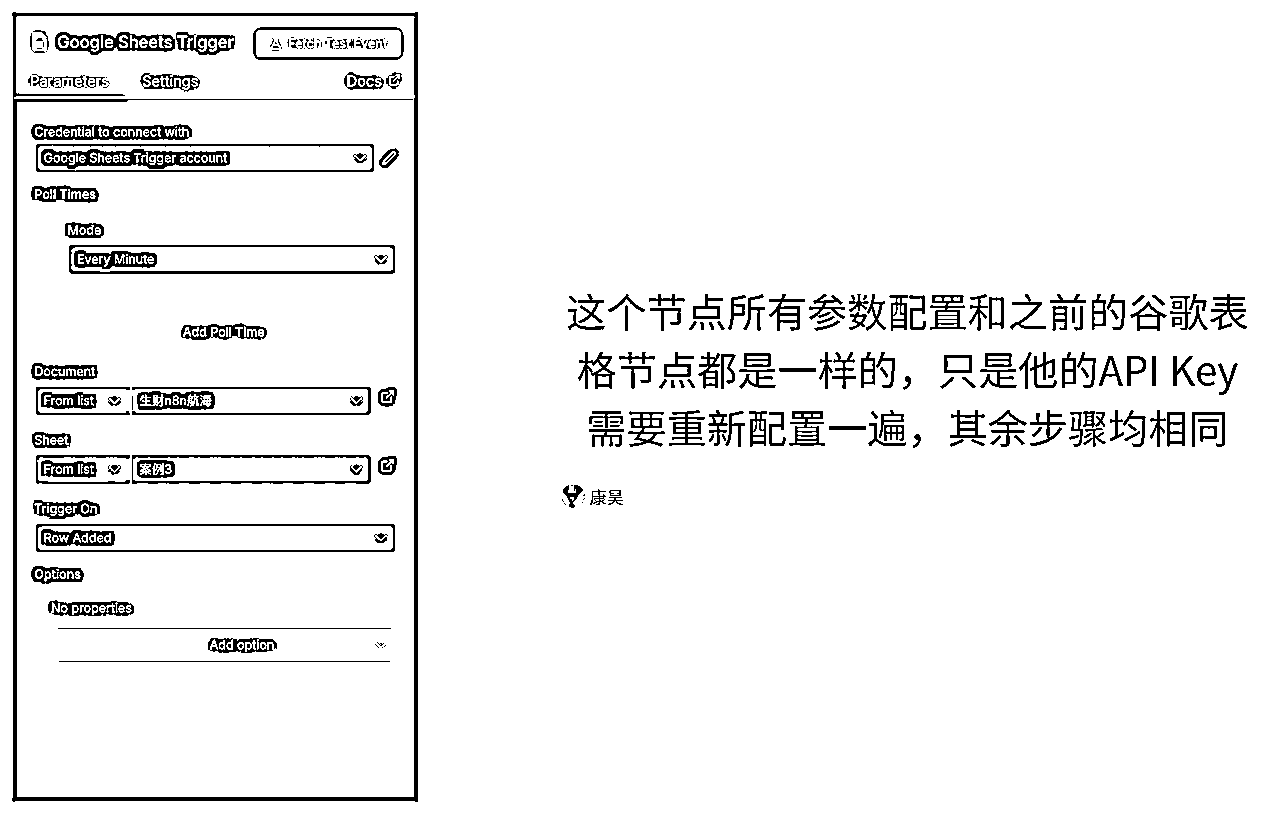 Google Sheets Trigger
Fetch Test Event
Parameters Settings Docs
Credential to connect with
Google Sheets Trigger account
Poll Times
Mode
Every Minute
Add Poll Time
Document
From list 生财n8n航海
Sheet
From list 案例3
Trigger On
Row Added
Options
No properties
Add option
这个节点所有参数配置和之前的谷歌表
格节点都是一样的，只是他的API Key
需要重新配置一遍，其余步骤均相同
康昊